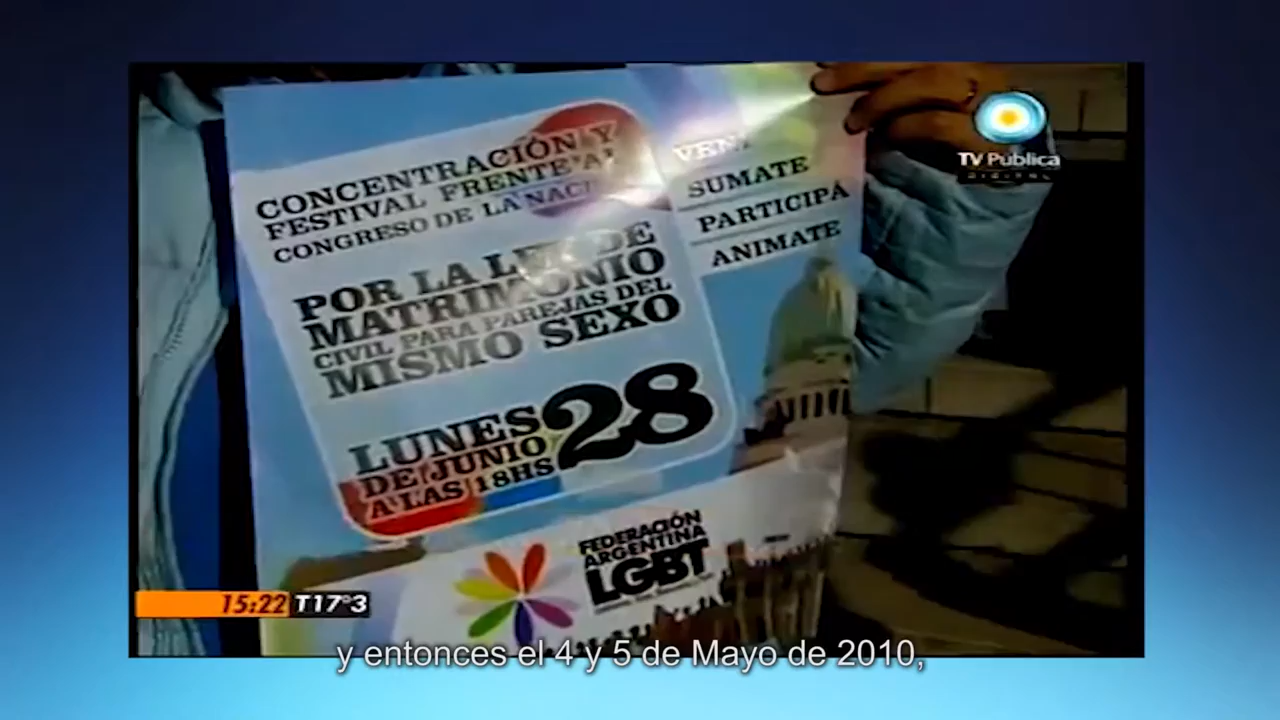 TV Pública
DIGITAL
CONCENTRACIÓN Y
FESTIVAL FRENTE AL
CONGRESO DE LA
VENÍ
SUMATE
PARTICIPÁ
ANIMATE
POR LA LEY DE
MATRIMONIO
CIVIL PARA PAREJAS DEL
MISMO SEXO
LUNES 28
DE JUNIO
A LAS 18HS
FEDERACIÓN
ARGENTINA
LGBT
15:22 T17°3
y entonces el 4 y 5 de Mayo de 2010,